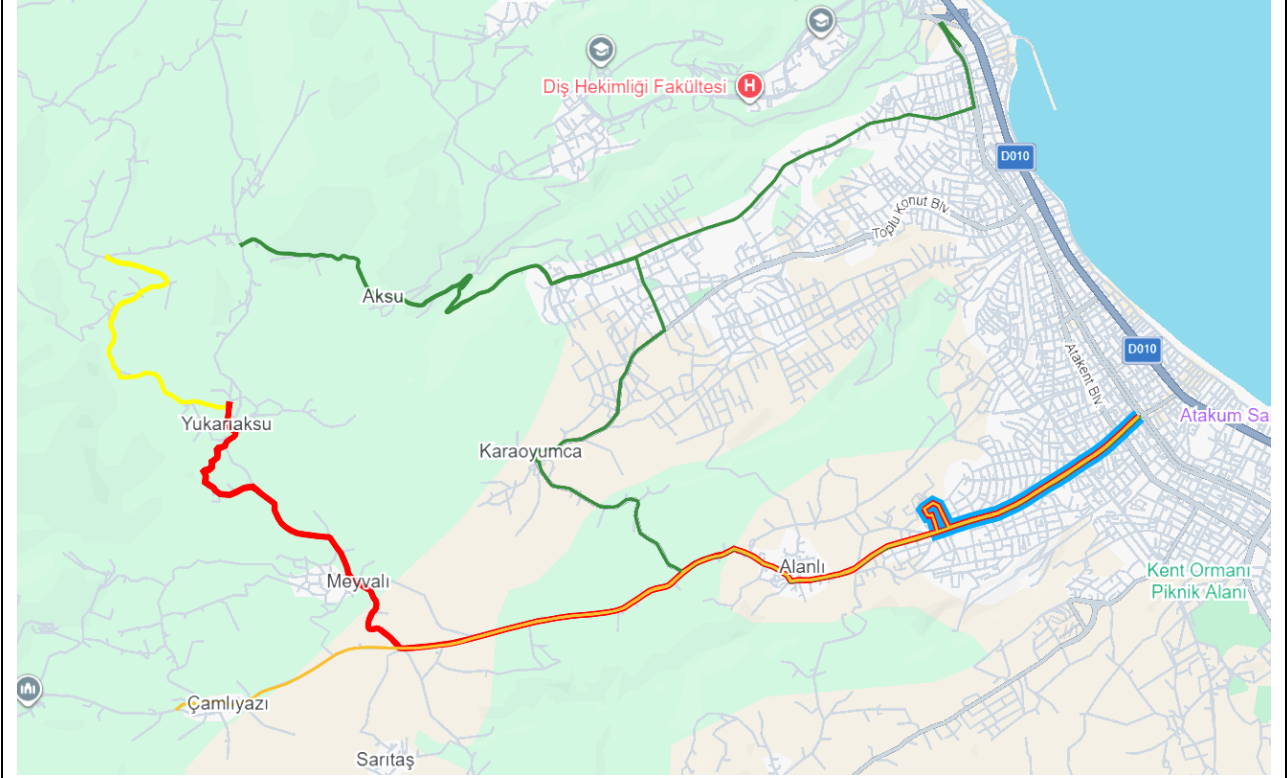 Diş Hekimliği Fakültesi
H
D010
Toplu Konut Blv.
Aksu
D010
Atakent Blv.
Atakum Sa
Yukarıaksu
Karaoyumca
Alanlı
Kent Ormanı
Piknik Alanı
Meyvalı
Çamlıyazı
Sarıtaş